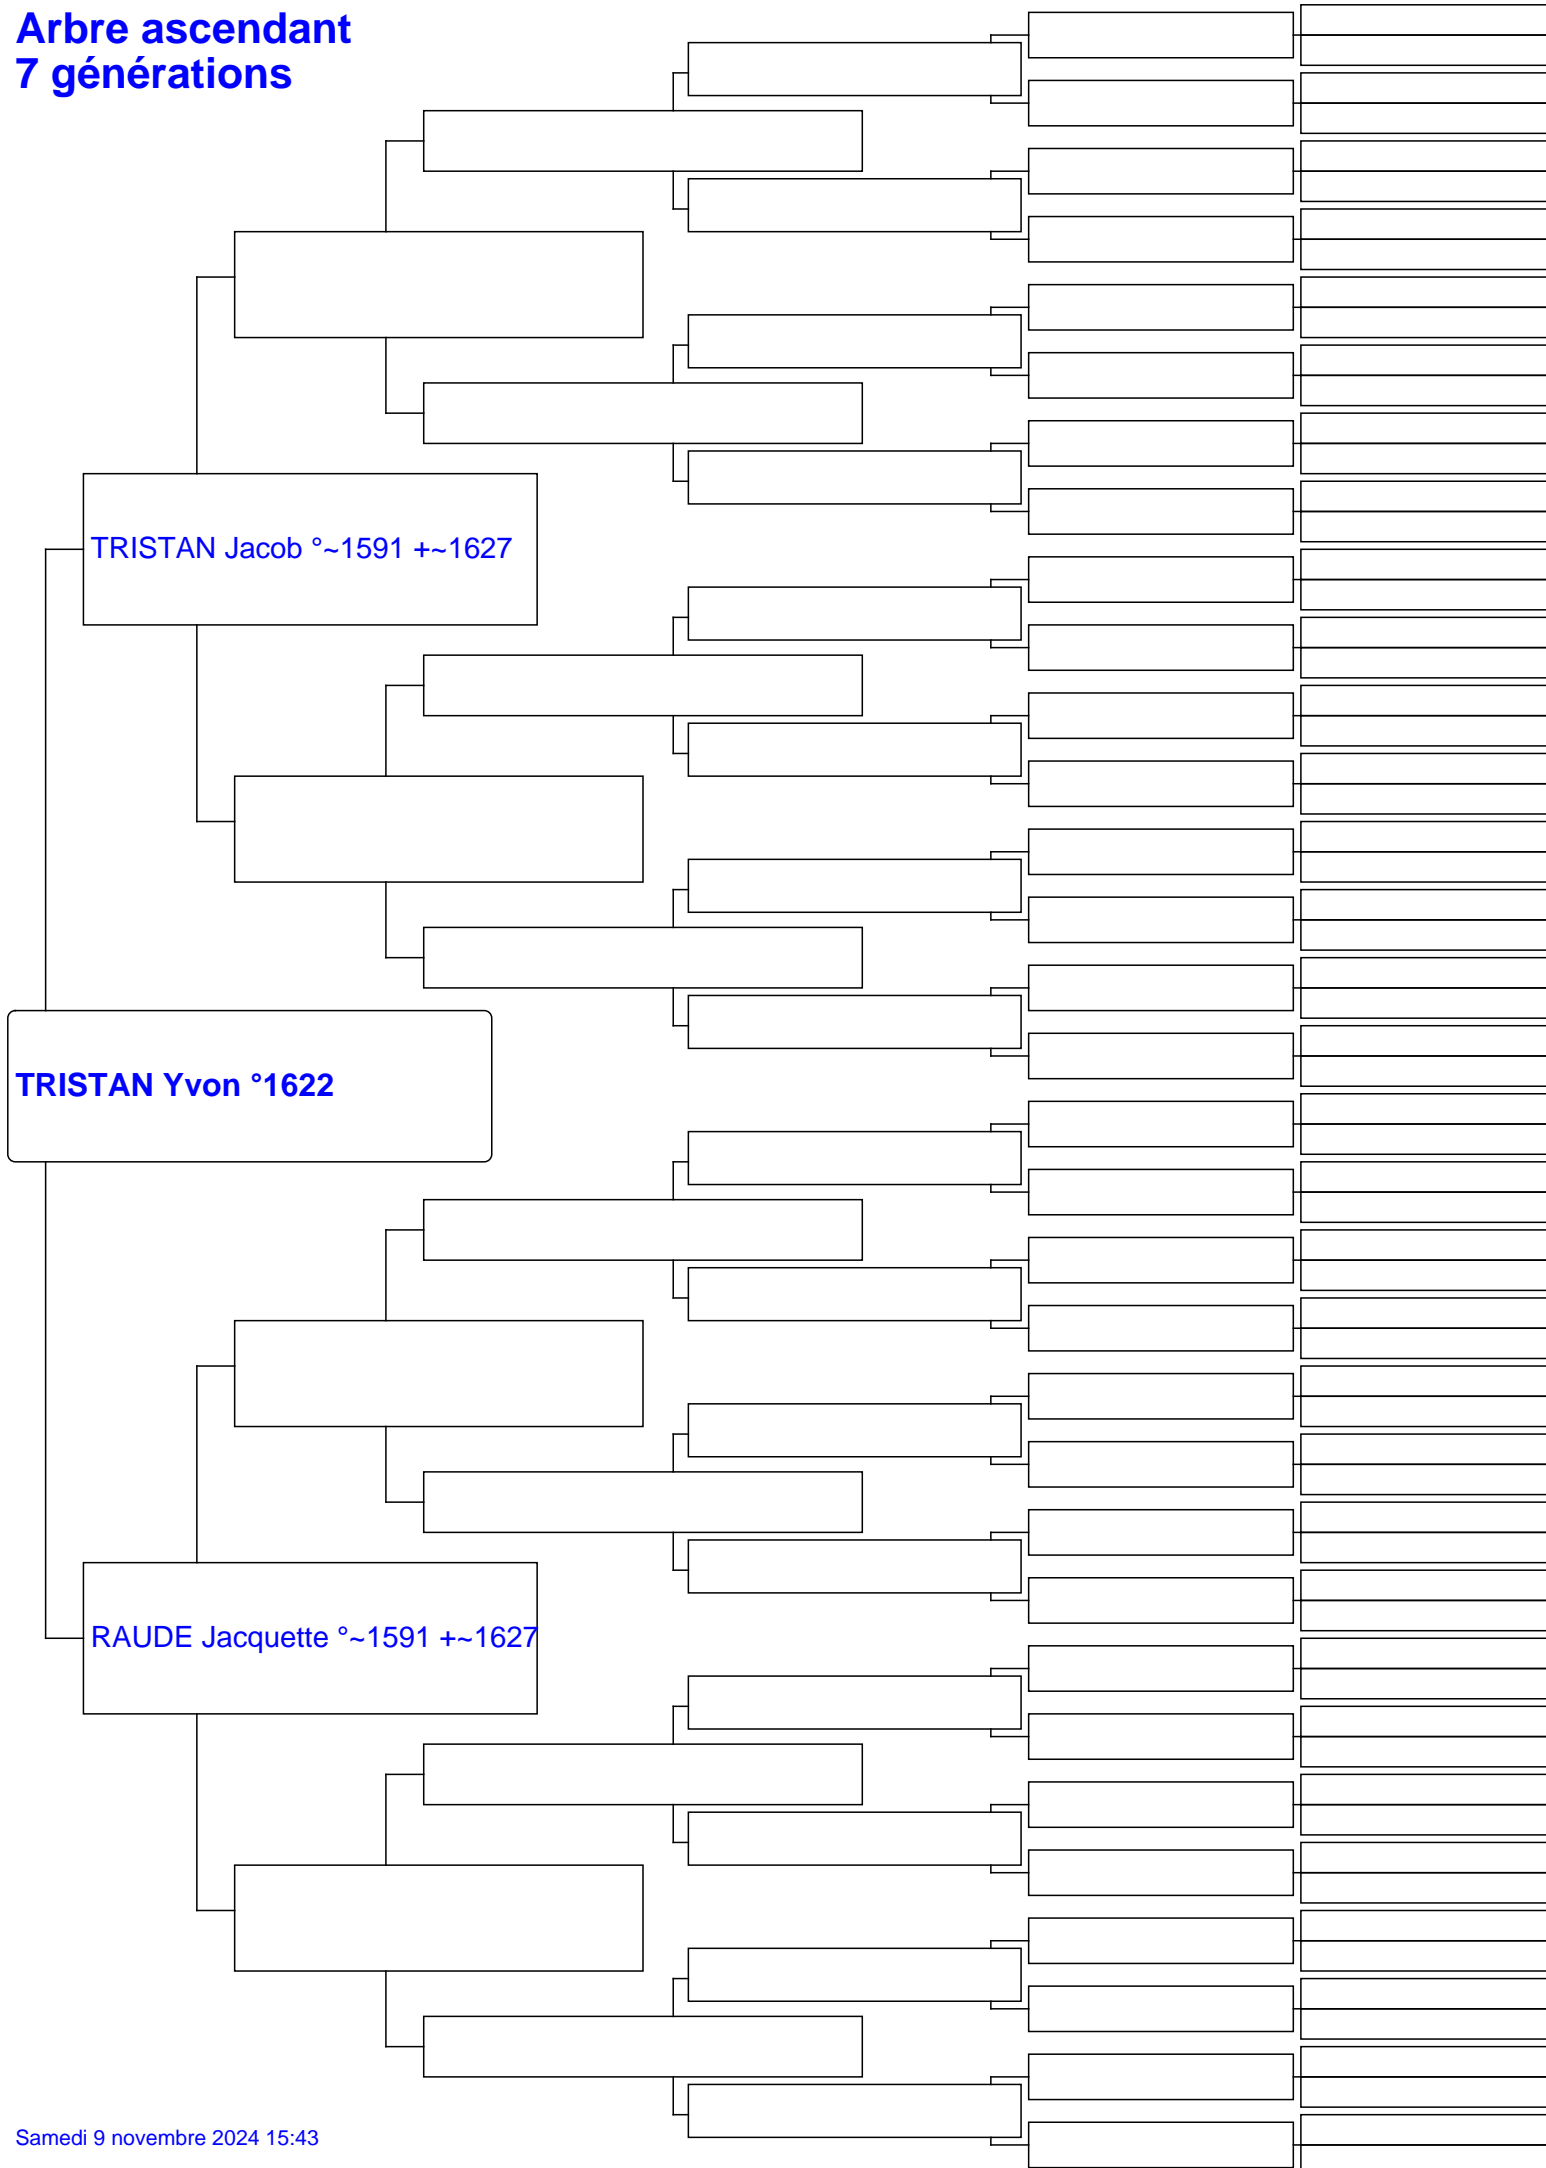 Arbre ascendant
7 générations
TRISTAN Jacob °~1591 +~1627
TRISTAN Yvon °1622
RAUDE Jacquette °~1591 +~1627
Samedi 9 novembre 2024 15:43